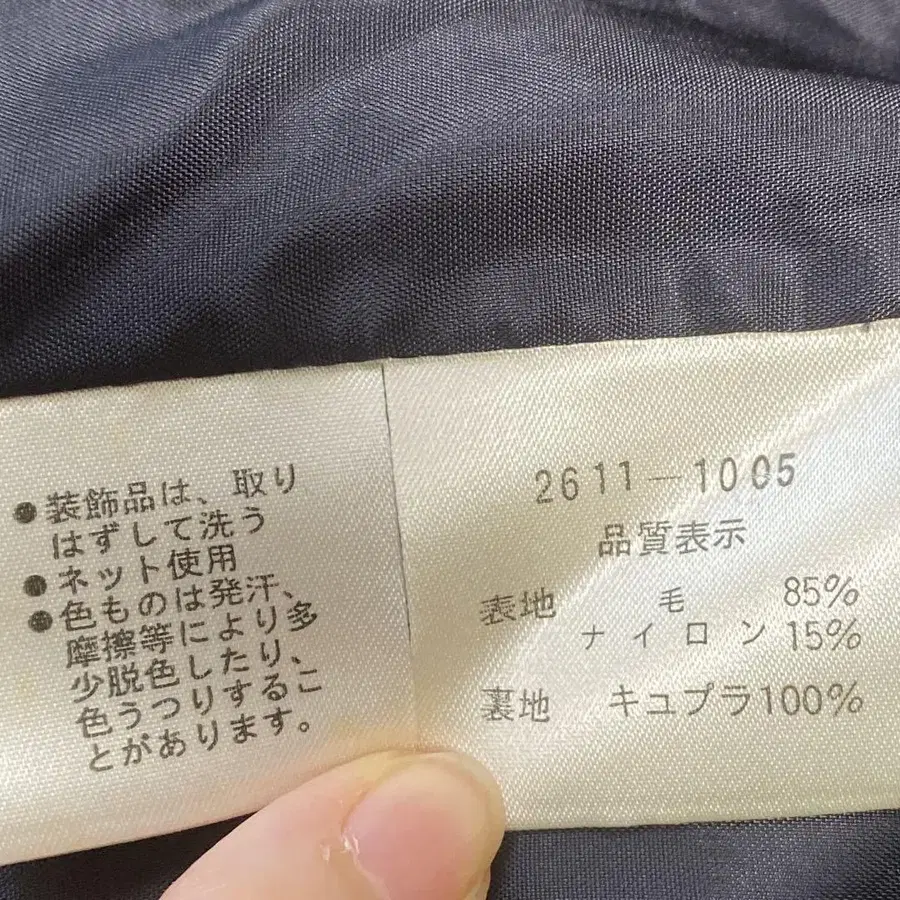 ●装飾品は、取り
はずして洗う
●ネット使用
●色ものは発汗、
摩擦等により多
少脱色したり、
色うつりするこ
とがあります。
2611-1005
品質表示
表地 毛 85%
ナイロン 15%
裏地 キュプラ100%